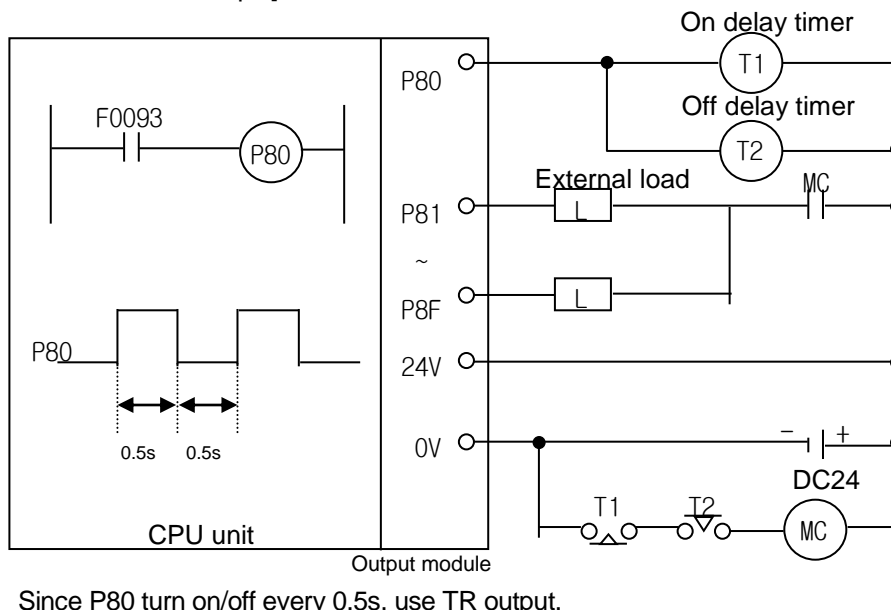 On delay timer
P80
T1
F0093
Off delay timer
P80
T2
External load
MC
P81
L
~
P8F
L
P80
24V
0.5s 0.5s
0V
- +
DC24
T1 T2
MC
CPU unit
Output module
Since P80 turn on/off every 0.5s, use TR output.